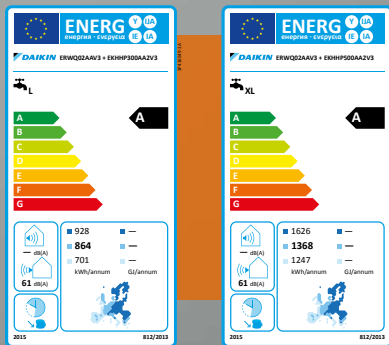 ENERG Y IJA
енергия · ενεργεια IE IA
DAIKIN ERWQ02AAV3 + EKHHP300AA2V3
L
A
A
B
C
D
E
F
G
— dB(A)
61 dB(A)
928 —
864 —
701 —
kWh/annum GJ/annum
2015 812/2013
ENERG Y IJA
енергия · ενεργεια IE IA
DAIKIN ERWQ02AAV3 + EKHHP500AA2V3
XL
A
A
B
C
D
E
F
G
— dB(A)
61 dB(A)
1626 —
1368 —
1247 —
kWh/annum GJ/annum
2015 812/2013